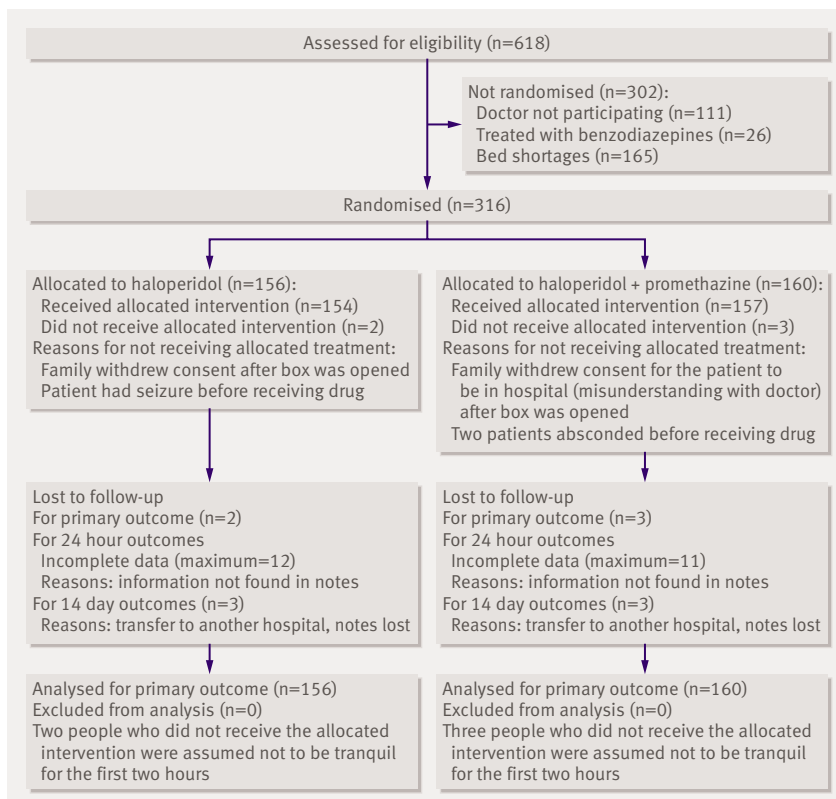 Assessed for eligibility (n=618)
Not randomised (n=302):
Doctor not participating (n=111)
Treated with benzodiazepines (n=26)
Bed shortages (n=165)
Randomised (n=316)
Allocated to haloperidol (n=156):
Received allocated intervention (n=154)
Did not receive allocated intervention (n=2)
Reasons for not receiving allocated treatment:
Family withdrew consent after box was opened
Patient had seizure before receiving drug
Allocated to haloperidol + promethazine (n=160):
Received allocated intervention (n=157)
Did not receive allocated intervention (n=3)
Reasons for not receiving allocated treatment:
Family withdrew consent for the patient to
be in hospital (misunderstanding with doctor)
after box was opened
Two patients absconded before receiving drug
Lost to follow-up
For primary outcome (n=2)
For 24 hour outcomes
Incomplete data (maximum=12)
Reasons: information not found in notes
For 14 day outcomes (n=3)
Reasons: transfer to another hospital, notes lost
Lost to follow-up
For primary outcome (n=3)
For 24 hour outcomes
Incomplete data (maximum=11)
Reasons: information not found in notes
For 14 day outcomes (n=3)
Reasons: transfer to another hospital, notes lost
Analysed for primary outcome (n=156)
Excluded from analysis (n=0)
Two people who did not receive the allocated
intervention were assumed not to be tranquil
for the first two hours
Analysed for primary outcome (n=160)
Excluded from analysis (n=0)
Three people who did not receive the allocated
intervention were assumed not to be tranquil
for the first two hours